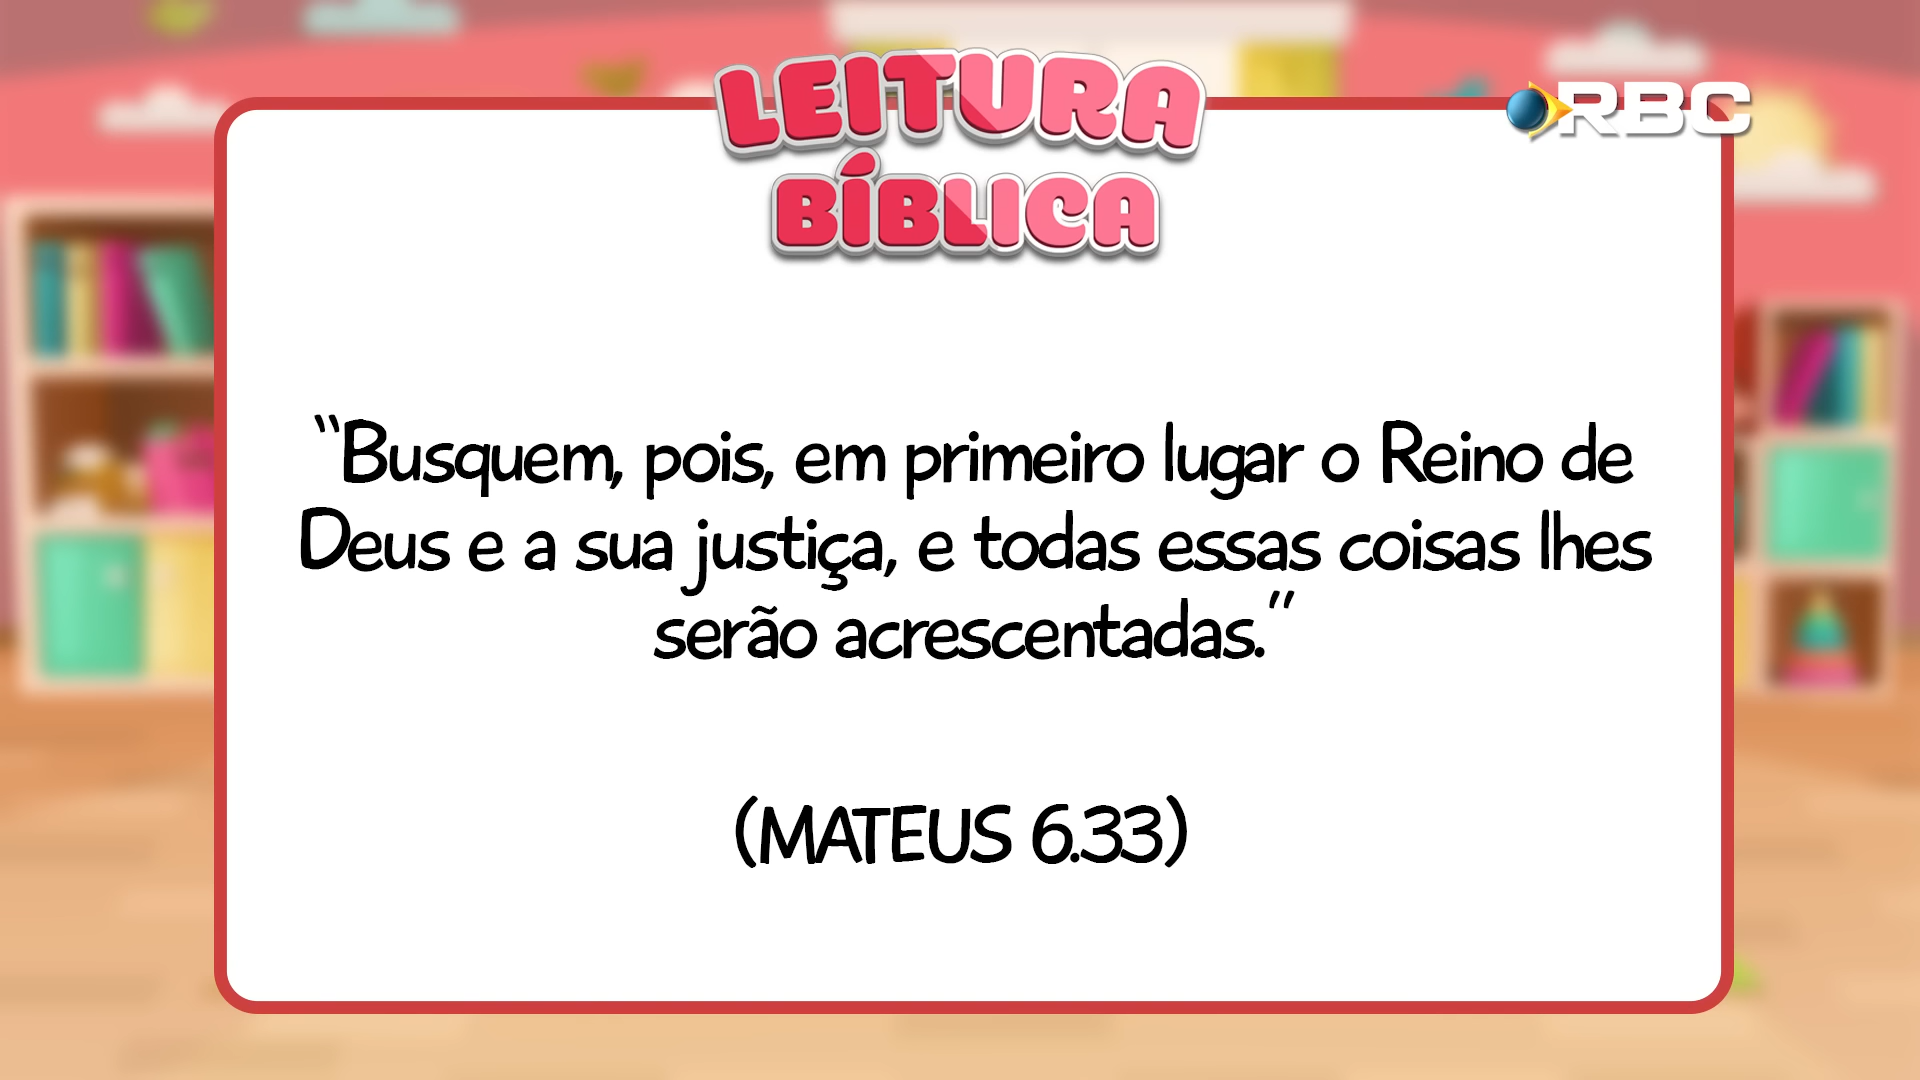 LEITURA
BÍBLICA
RBC
“Busquem, pois, em primeiro lugar o Reino de
Deus e a sua justiça, e todas essas coisas lhes
serão acrescentadas.”
(MATEUS 6.33)